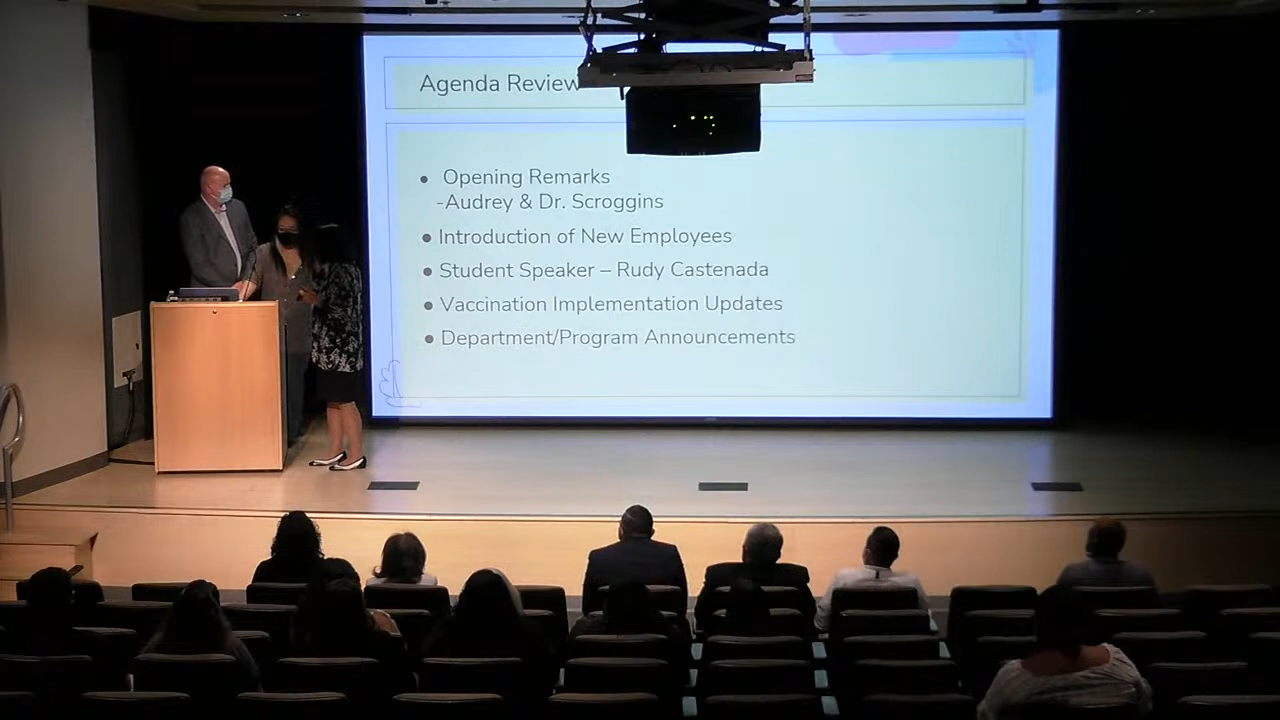 Agenda Review
• Opening Remarks
-Audrey & Dr. Scroggins
• Introduction of New Employees
• Student Speaker – Rudy Castenada
• Vaccination Implementation Updates
• Department/Program Announcements